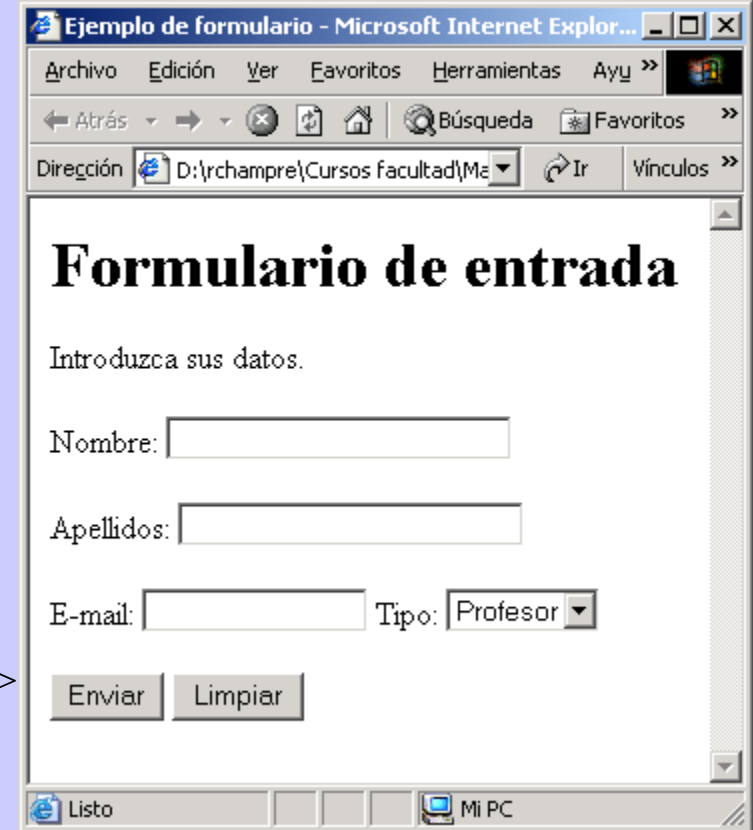 Ejemplo de formulario - Microsoft Internet Explor...
Archivo Edición Ver Favoritos Herramientas Ayu »
Atrás Búsqueda Favoritos »
Dirección D:\rchampre\Cursos facultad\Ma Ir Vínculos »
Formulario de entrada
Introduzca sus datos.
Nombre:
Apellidos:
E-mail: Tipo: Profesor
> Enviar Limpiar
Listo Mi PC